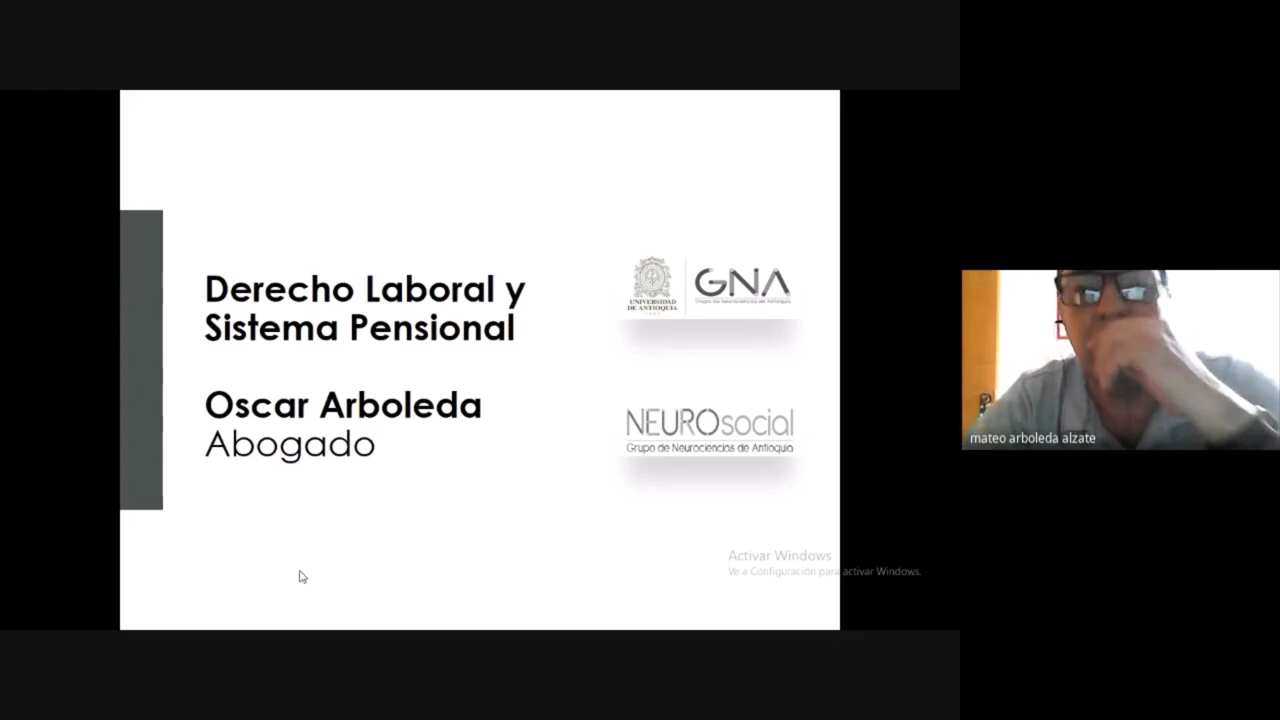 Derecho Laboral y
Sistema Pensional
Oscar Arboleda
Abogado
UNIVERSIDAD
DE ANTIOQUIA
GNA
Grupo de Neurociencias de Antioquia
NEUROsocial
Grupo de Neurociencias de Antioquia
Activar Windows
Ve a Configuración para activar Windows.
mateo arboleda alzate